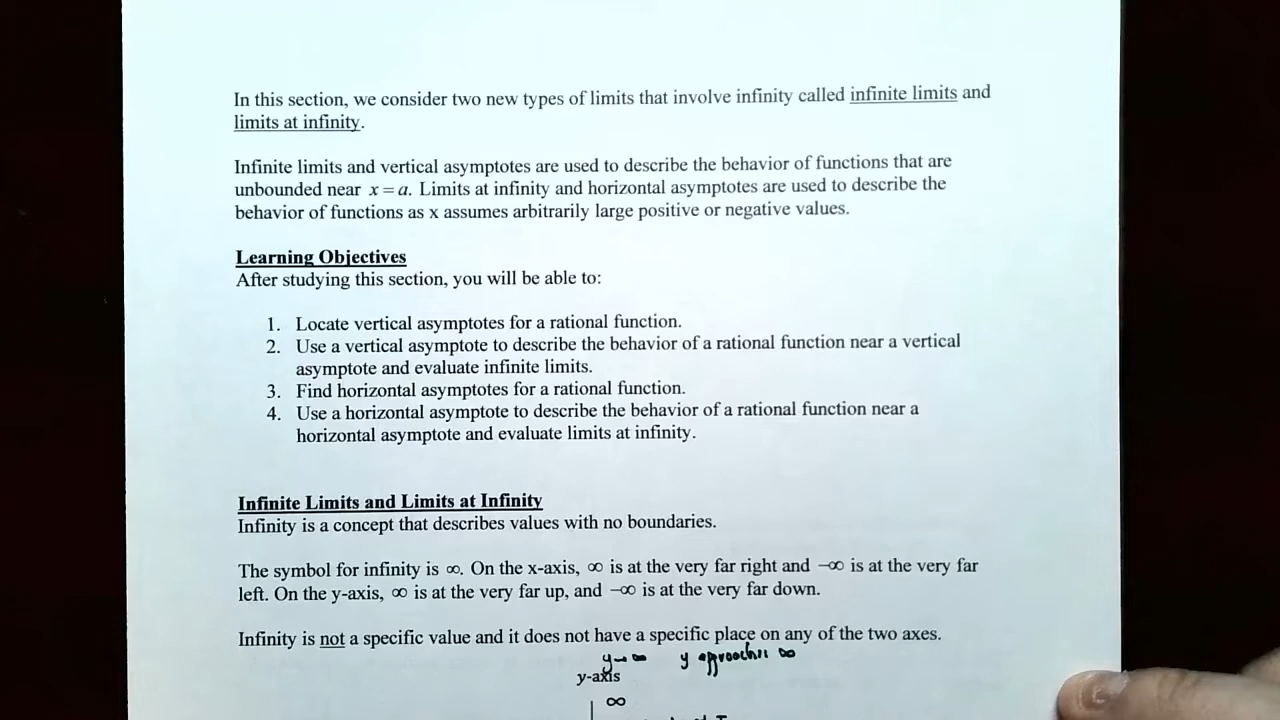 In this section, we consider two new types of limits that involve infinity called infinite limits and
limits at infinity.
Infinite limits and vertical asymptotes are used to describe the behavior of functions that are
unbounded near x = a. Limits at infinity and horizontal asymptotes are used to describe the
behavior of functions as x assumes arbitrarily large positive or negative values.
Learning Objectives
After studying this section, you will be able to:
1. Locate vertical asymptotes for a rational function.
2. Use a vertical asymptote to describe the behavior of a rational function near a vertical
asymptote and evaluate infinite limits.
3. Find horizontal asymptotes for a rational function.
4. Use a horizontal asymptote to describe the behavior of a rational function near a
horizontal asymptote and evaluate limits at infinity.
Infinite Limits and Limits at Infinity
Infinity is a concept that describes values with no boundaries.
The symbol for infinity is ∞. On the x-axis, ∞ is at the very far right and −∞ is at the very far
left. On the y-axis, ∞ is at the very far up, and −∞ is at the very far down.
Infinity is not a specific value and it does not have a specific place on any of the two axes.
y→∞ y approaches ∞
y-axis
∞